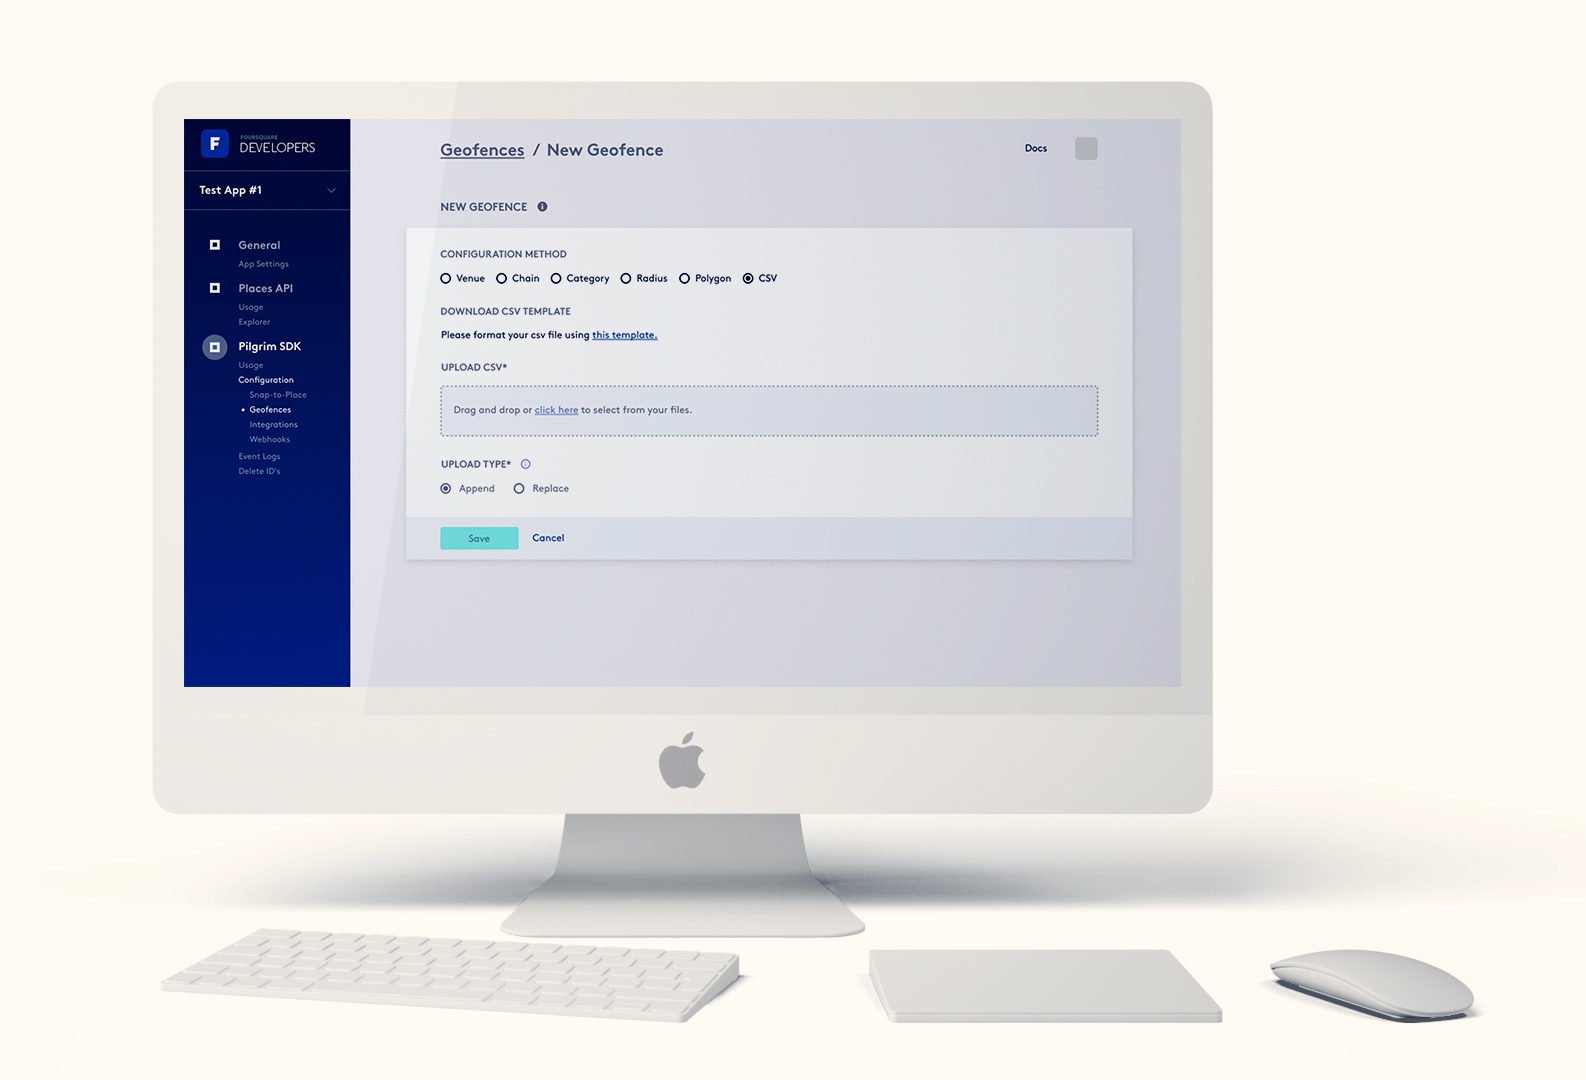 F
FOURSQUARE
DEVELOPERS
Test App #1
General
App Settings
Places API
Usage
Explorer
Pilgrim SDK
Usage
Configuration
Snap-to-Place
Geofences
Integrations
Webhooks
Event Logs
Delete ID's
Geofences / New Geofence
Docs
NEW GEOFENCE
CONFIGURATION METHOD
Venue Chain Category Radius Polygon CSV
DOWNLOAD CSV TEMPLATE
Please format your csv file using this template.
UPLOAD CSV*
Drag and drop or click here to select from your files.
UPLOAD TYPE*
Append Replace
Save Cancel